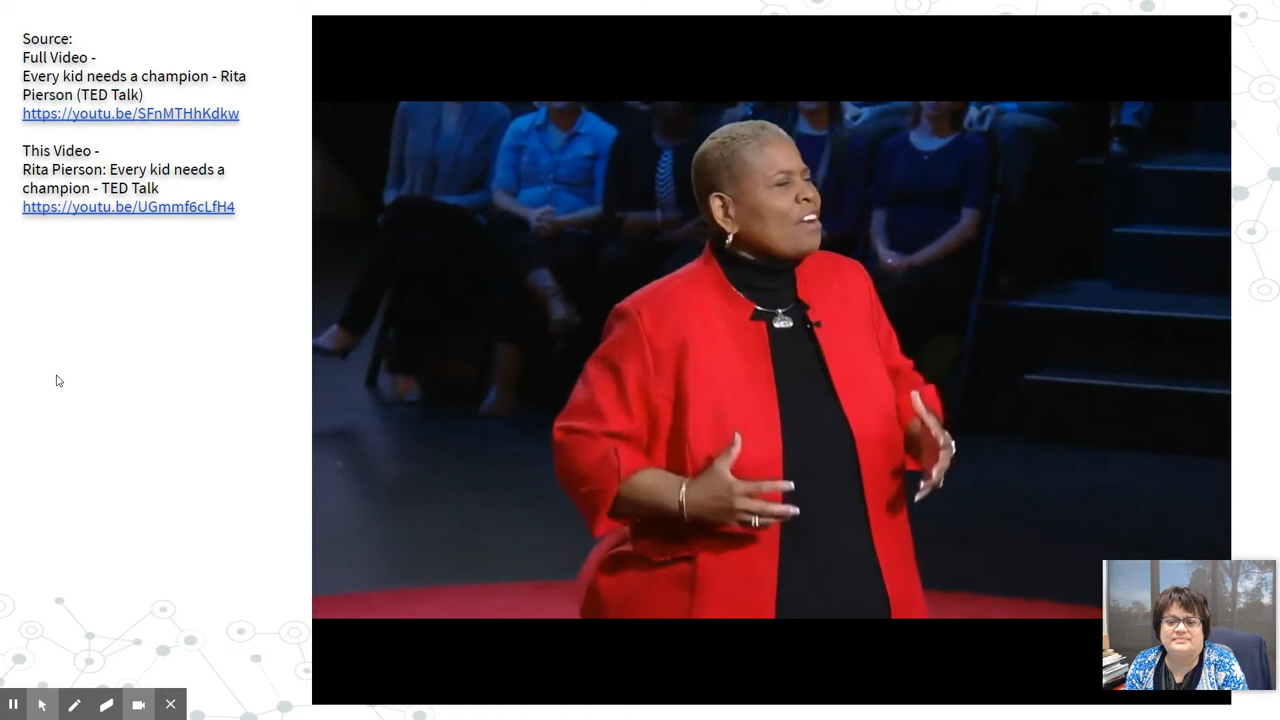 Source:
Full Video -
Every kid needs a champion - Rita
Pierson (TED Talk)
https://youtu.be/SFnMTHhKdkw
This Video -
Rita Pierson: Every kid needs a
champion - TED Talk
https://youtu.be/UGmmf6cLfH4